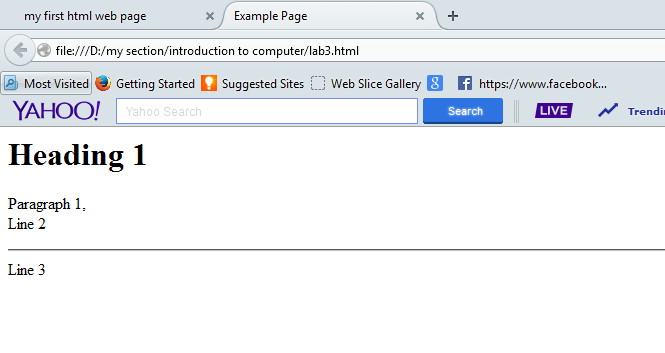 my first html web page × Example Page × +
file:///D:/my section/introduction to computer/lab3.html
Most Visited Getting Started Suggested Sites Web Slice Gallery 8 f https://www.facebook...
YAHOO! Yahoo Search Search LIVE Trendi
Heading 1
Paragraph 1,
Line 2
Line 3